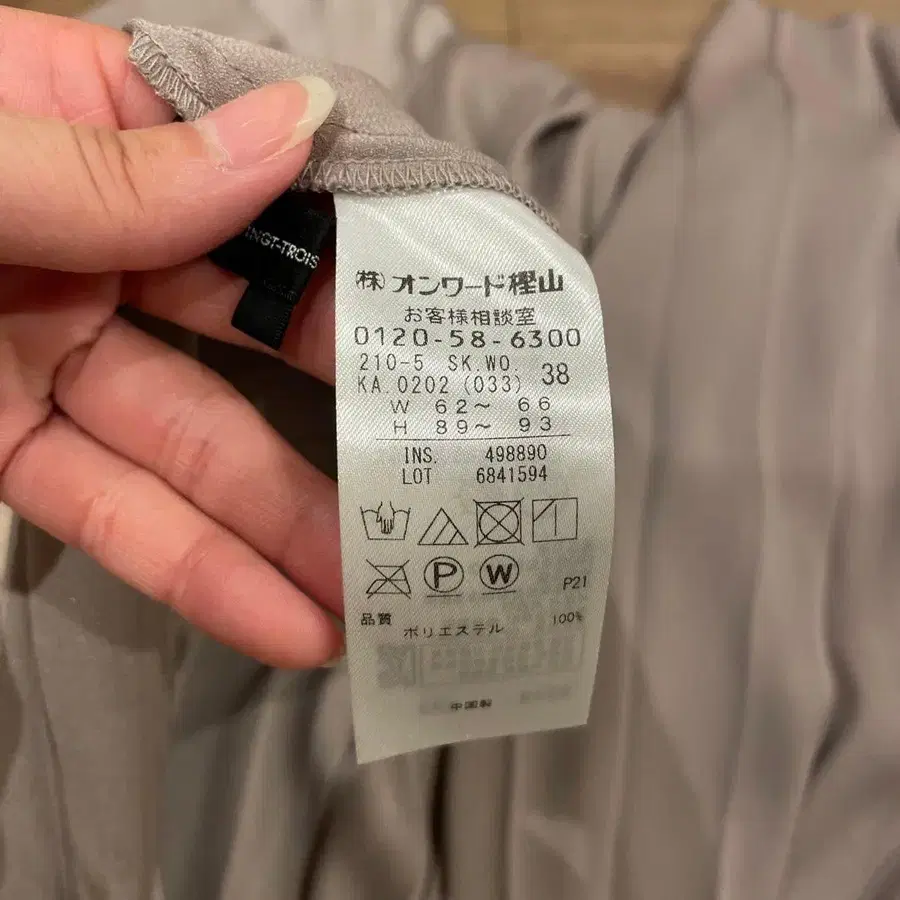 INGT-TROIS
(株)オンワード樫山
お客様相談室
0120-58-6300
210-5 SK.WO.
KA.0202 (033) 38
W 62〜 66
H 89〜 93
INS. 498890
LOT 6841594
P
W
P21
品質
ポリエステル 100%
中国製